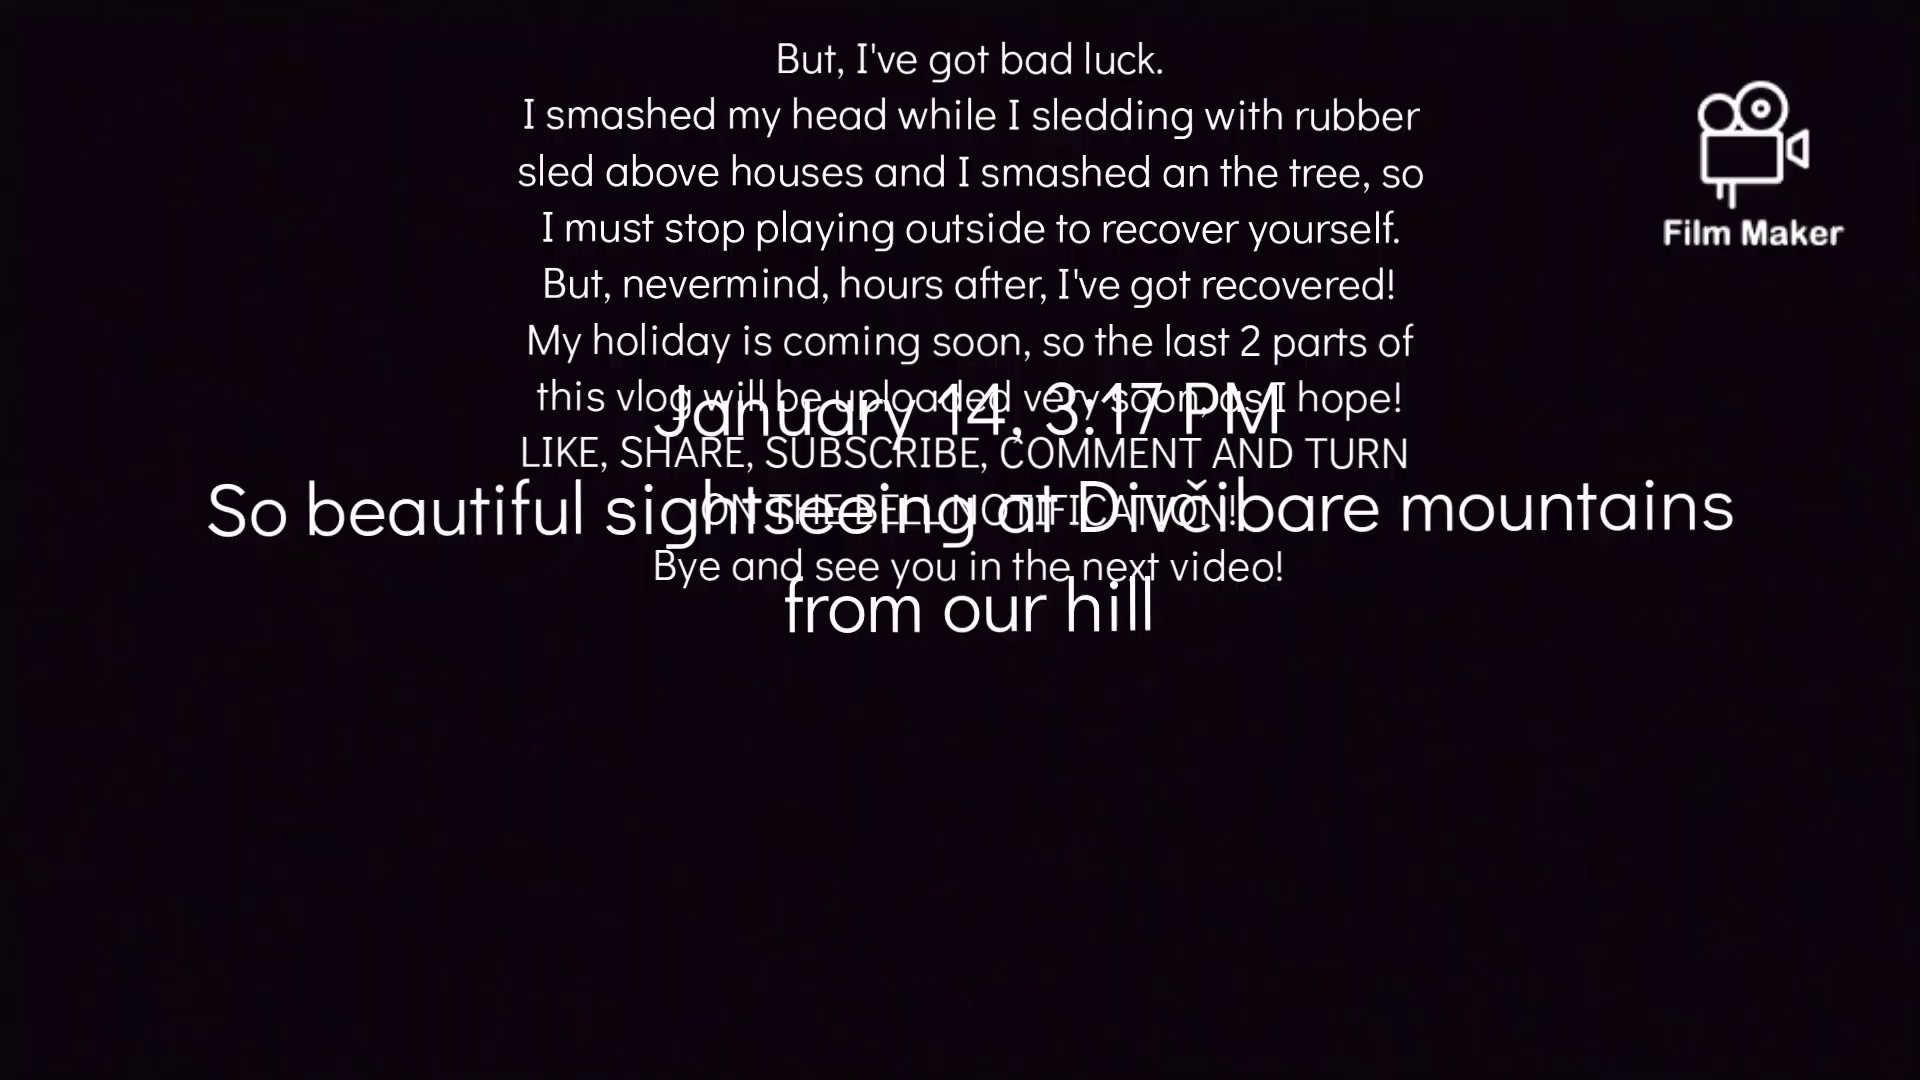 But, I've got bad luck.
I smashed my head while I sledding with rubber
sled above houses and I smashed an the tree, so
I must stop playing outside to recover yourself.
But, nevermind, hours after, I've got recovered!
My holiday is coming soon, so the last 2 parts of
this vlog will be uploaded very soon, as I hope!
LIKE, SHARE, SUBSCRIBE, COMMENT AND TURN
ON THE BELL NOTIFICATION!
Bye and see you in the next video!
January 14, 3:17 PM
So beautiful sightseeing at Divčibare mountains
from our hill
Film Maker